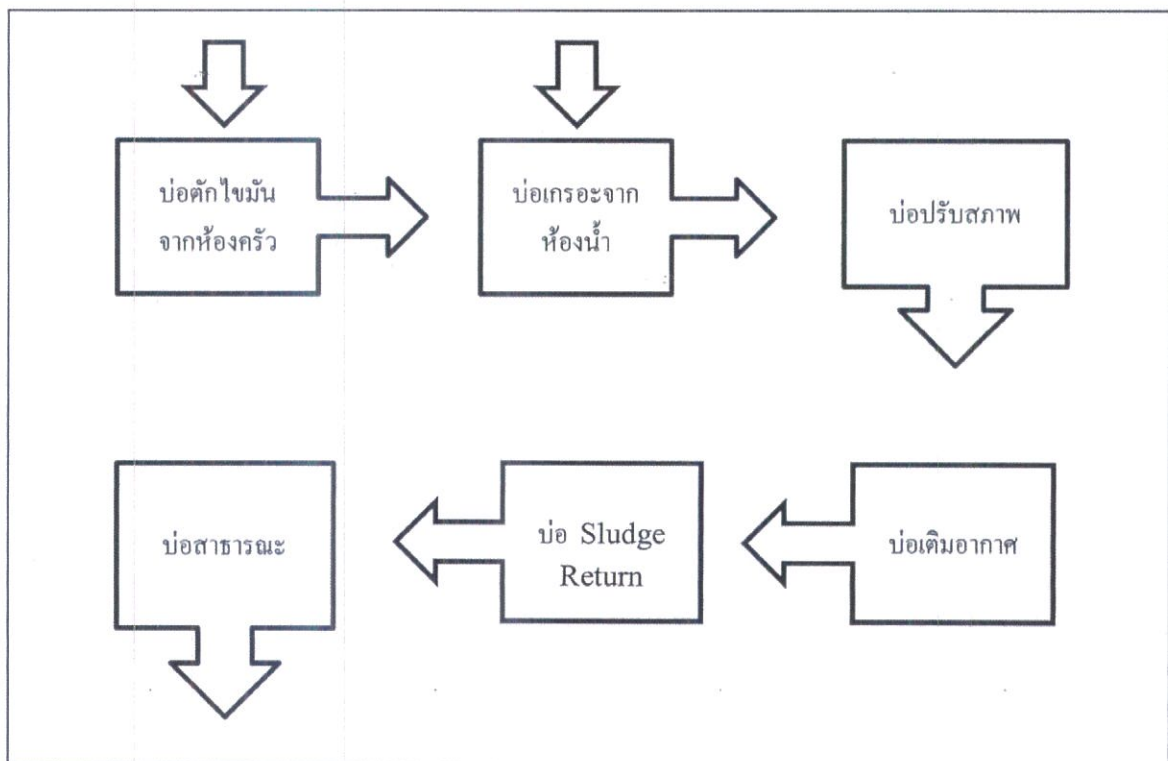 บ่อดักไขมัน
จากห้องครัว
บ่อเกรอะจาก
ห้องน้ำ
บ่อปรับสภาพ
บ่อเติมอากาศ
บ่อ Sludge
Return
บ่อสาธารณะ